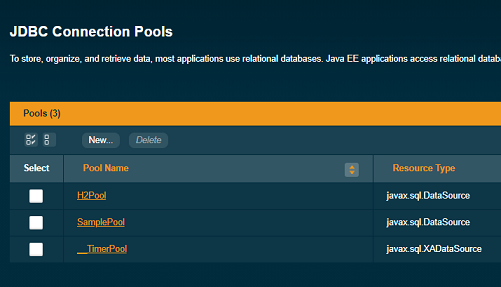 JDBC Connection Pools
To store, organize, and retrieve data, most applications use relational databases. Java EE applications access relational datab
Pools (3)
New... Delete
Select Pool Name Resource Type
H2Pool javax.sql.DataSource
SamplePool javax.sql.DataSource
__TimerPool javax.sql.XADataSource